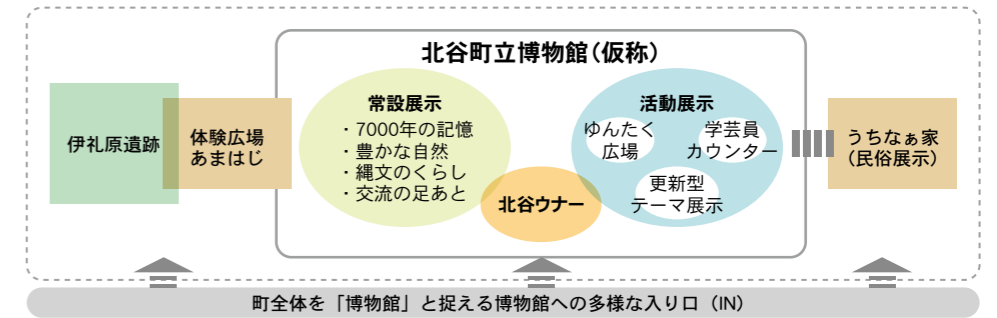 北谷町立博物館（仮称）
伊礼原遺跡
体験広場
あまはじ
常設展示
・7000年の記憶
・豊かな自然
・縄文のくらし
・交流の足あと
北谷ウナー
活動展示
ゆんたく
広場
学芸員
カウンター
更新型
テーマ展示
うちなぁ家
（民俗展示）
町全体を「博物館」と捉える博物館への多様な入り口（IN）